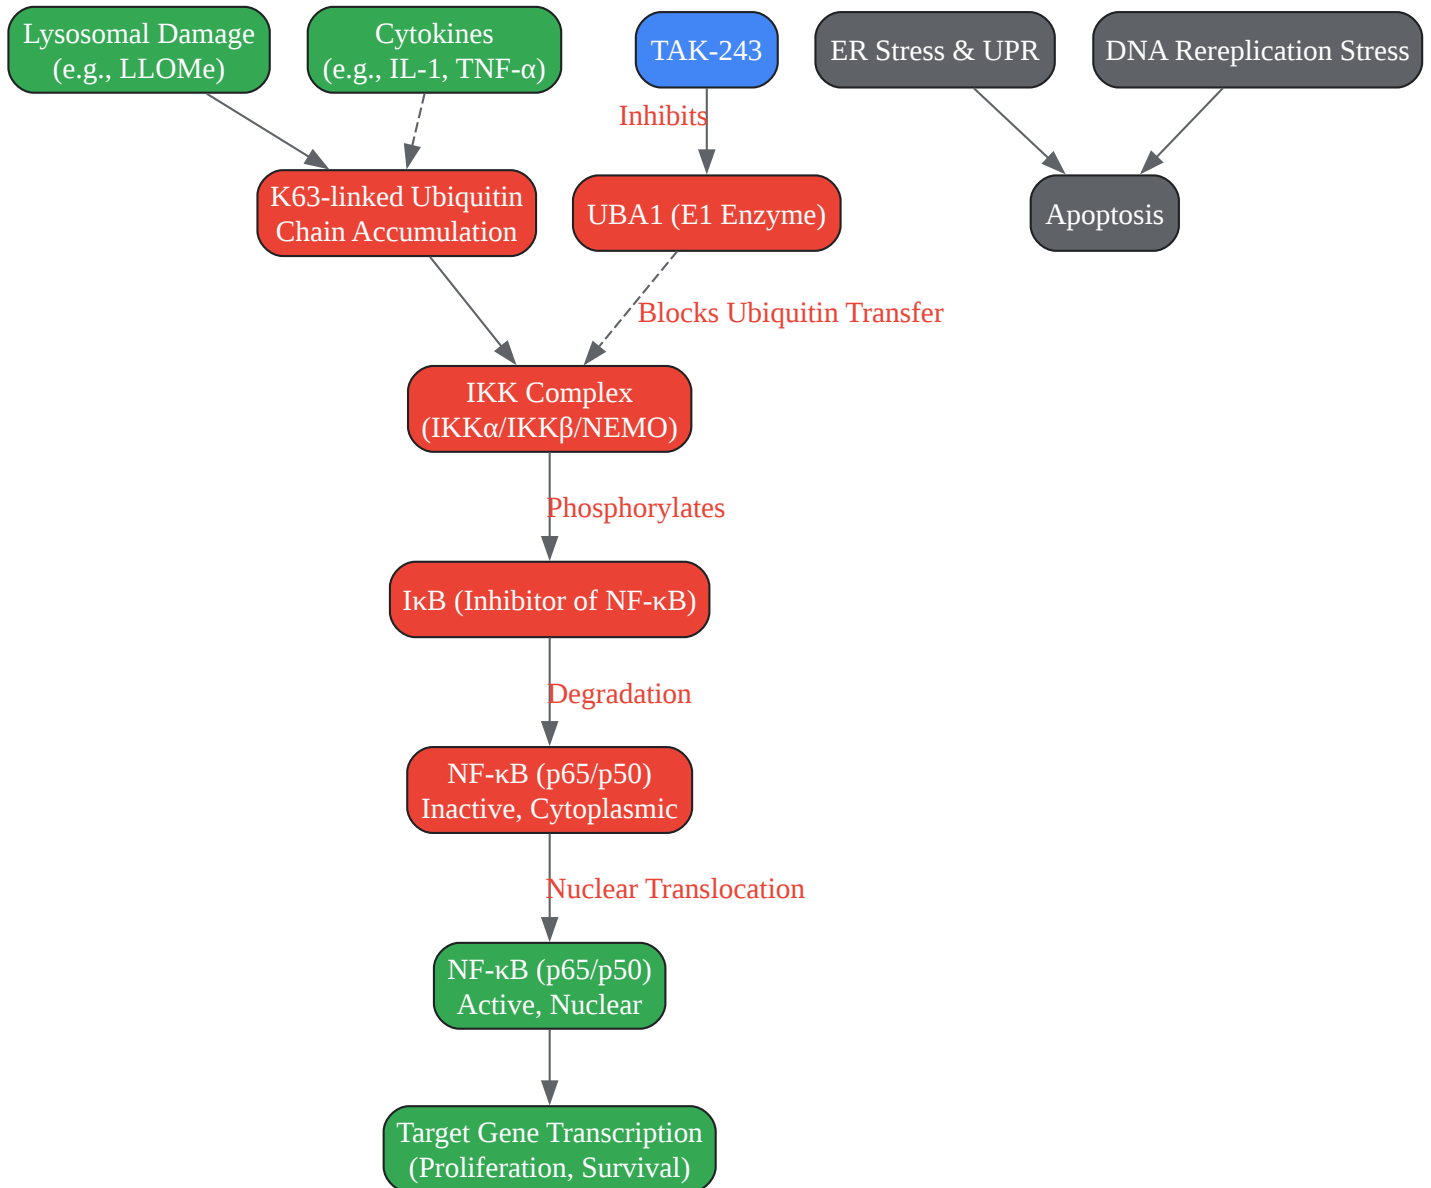 Lysosomal Damage
(e.g., LLOMe)
Cytokines
(e.g., IL-1, TNF-α)
TAK-243
ER Stress & UPR
DNA Rereplication Stress
Inhibits
K63-linked Ubiquitin
Chain Accumulation
UBA1 (E1 Enzyme)
Apoptosis
Blocks Ubiquitin Transfer
IKK Complex
(IKKα/IKKβ/NEMO)
Phosphorylates
IκB (Inhibitor of NF-κB)
Degradation
NF-κB (p65/p50)
Inactive, Cytoplasmic
Nuclear Translocation
NF-κB (p65/p50)
Active, Nuclear
Target Gene Transcription
(Proliferation, Survival)